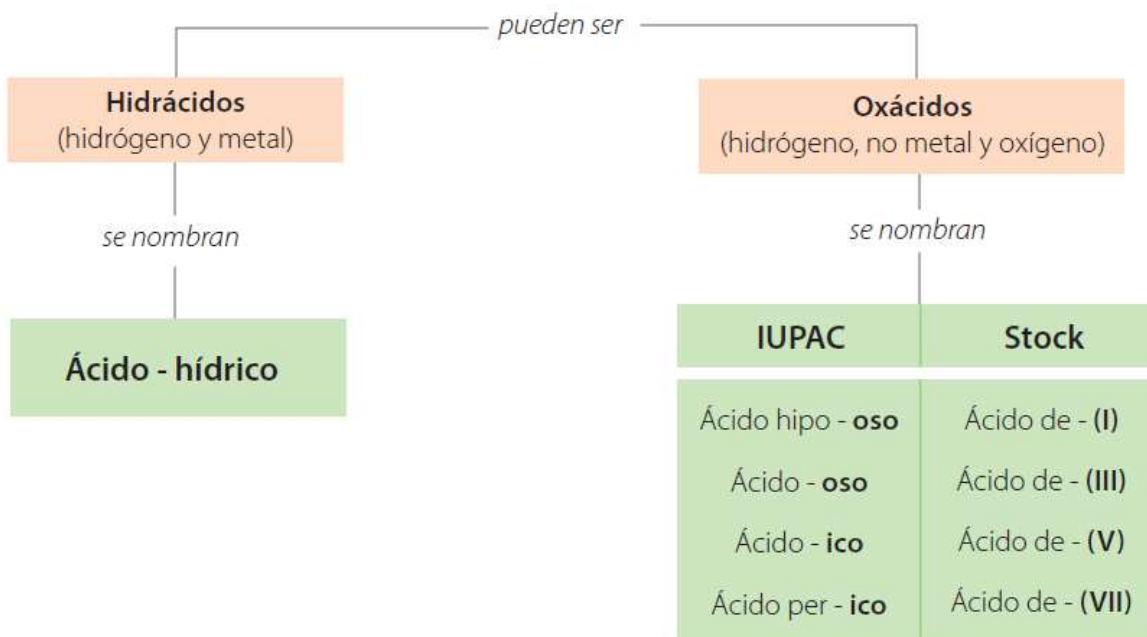 pueden ser
Hidrácidos
(hidrógeno y metal)
se nombran
Ácido - hídrico
Oxácidos
(hidrógeno, no metal y oxígeno)
se nombran
IUPAC Stock
Ácido hipo - oso Ácido de - (I)
Ácido - oso Ácido de - (III)
Ácido - ico Ácido de - (V)
Ácido per - ico Ácido de - (VII)